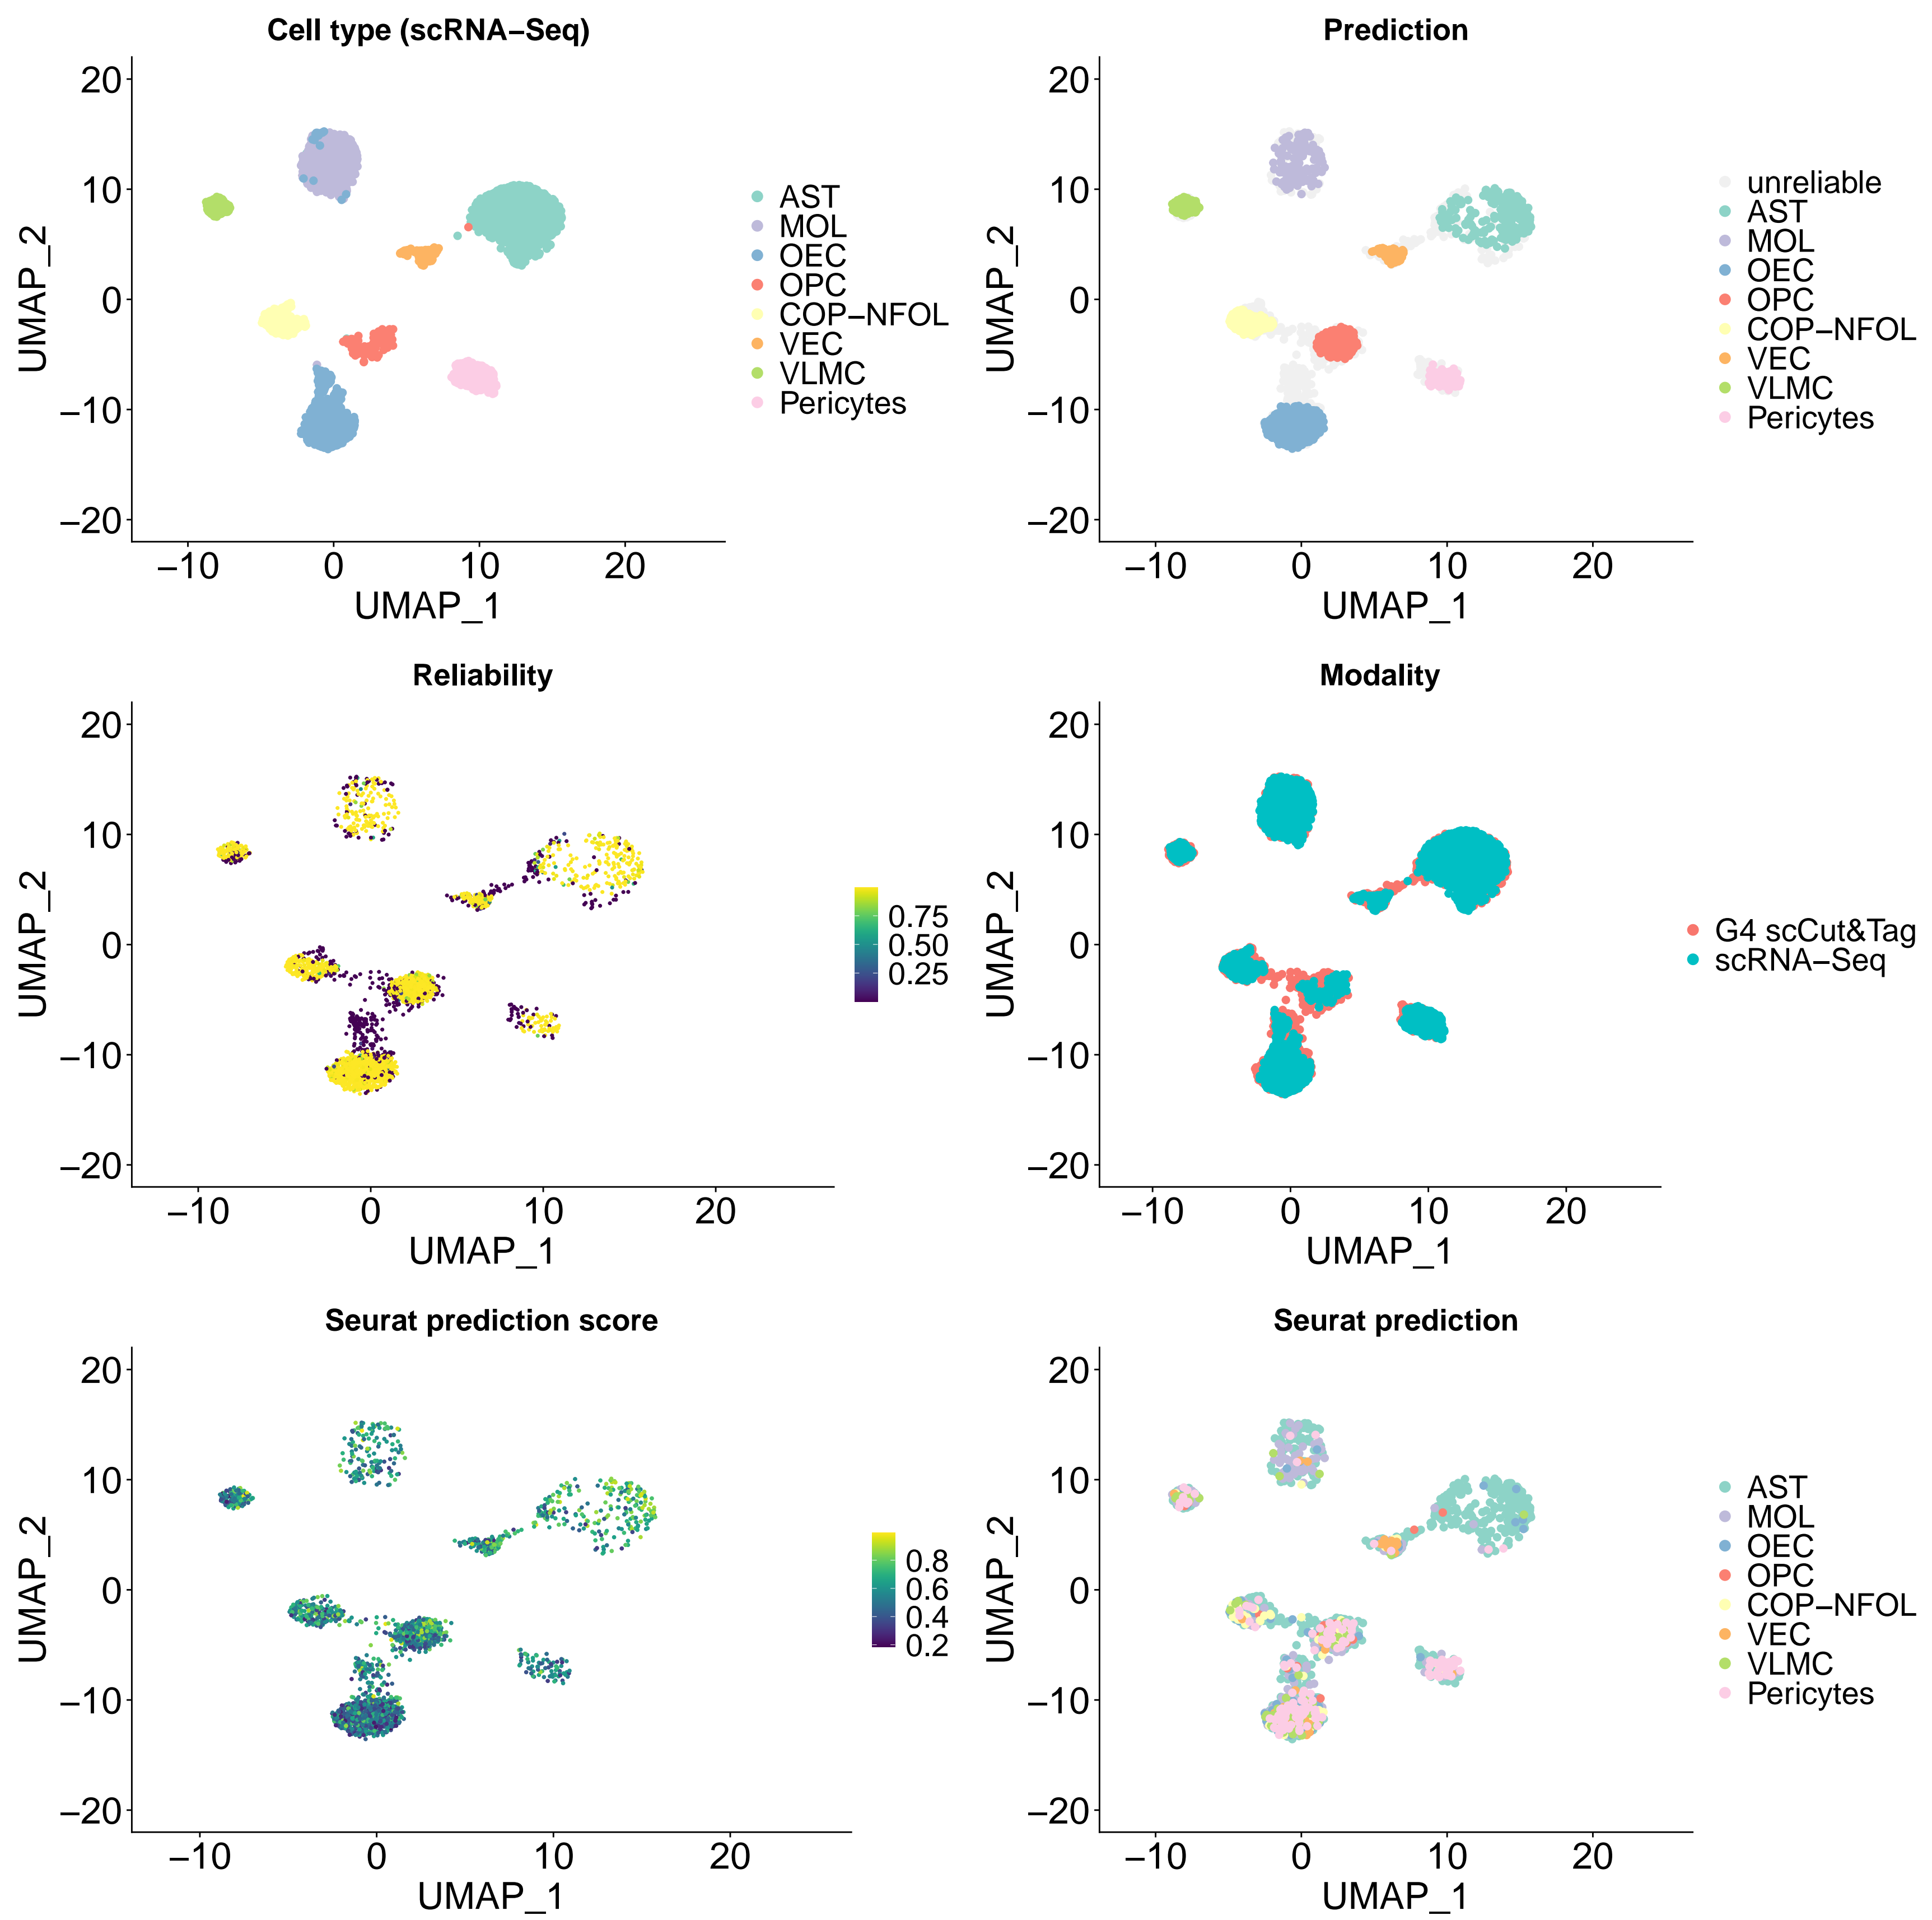 Cell type (scRNA−Seq)
20
10
0
−10
−20
UMAP_2
−10 0 10 20
UMAP_1
AST
MOL
OEC
OPC
COP−NFOL
VEC
VLMC
Pericytes
Prediction
20
10
0
−10
−20
UMAP_2
−10 0 10 20
UMAP_1
unreliable
AST
MOL
OEC
OPC
COP−NFOL
VEC
VLMC
Pericytes
Reliability
20
10
0
−10
−20
UMAP_2
−10 0 10 20
UMAP_1
0.75
0.50
0.25
Modality
20
10
0
−10
−20
UMAP_2
−10 0 10 20
UMAP_1
G4 scCut&Tag
scRNA−Seq
Seurat prediction score
20
10
0
−10
−20
UMAP_2
−10 0 10 20
UMAP_1
0.8
0.6
0.4
0.2
Seurat prediction
20
10
0
−10
−20
UMAP_2
−10 0 10 20
UMAP_1
AST
MOL
OEC
OPC
COP−NFOL
VEC
VLMC
Pericytes